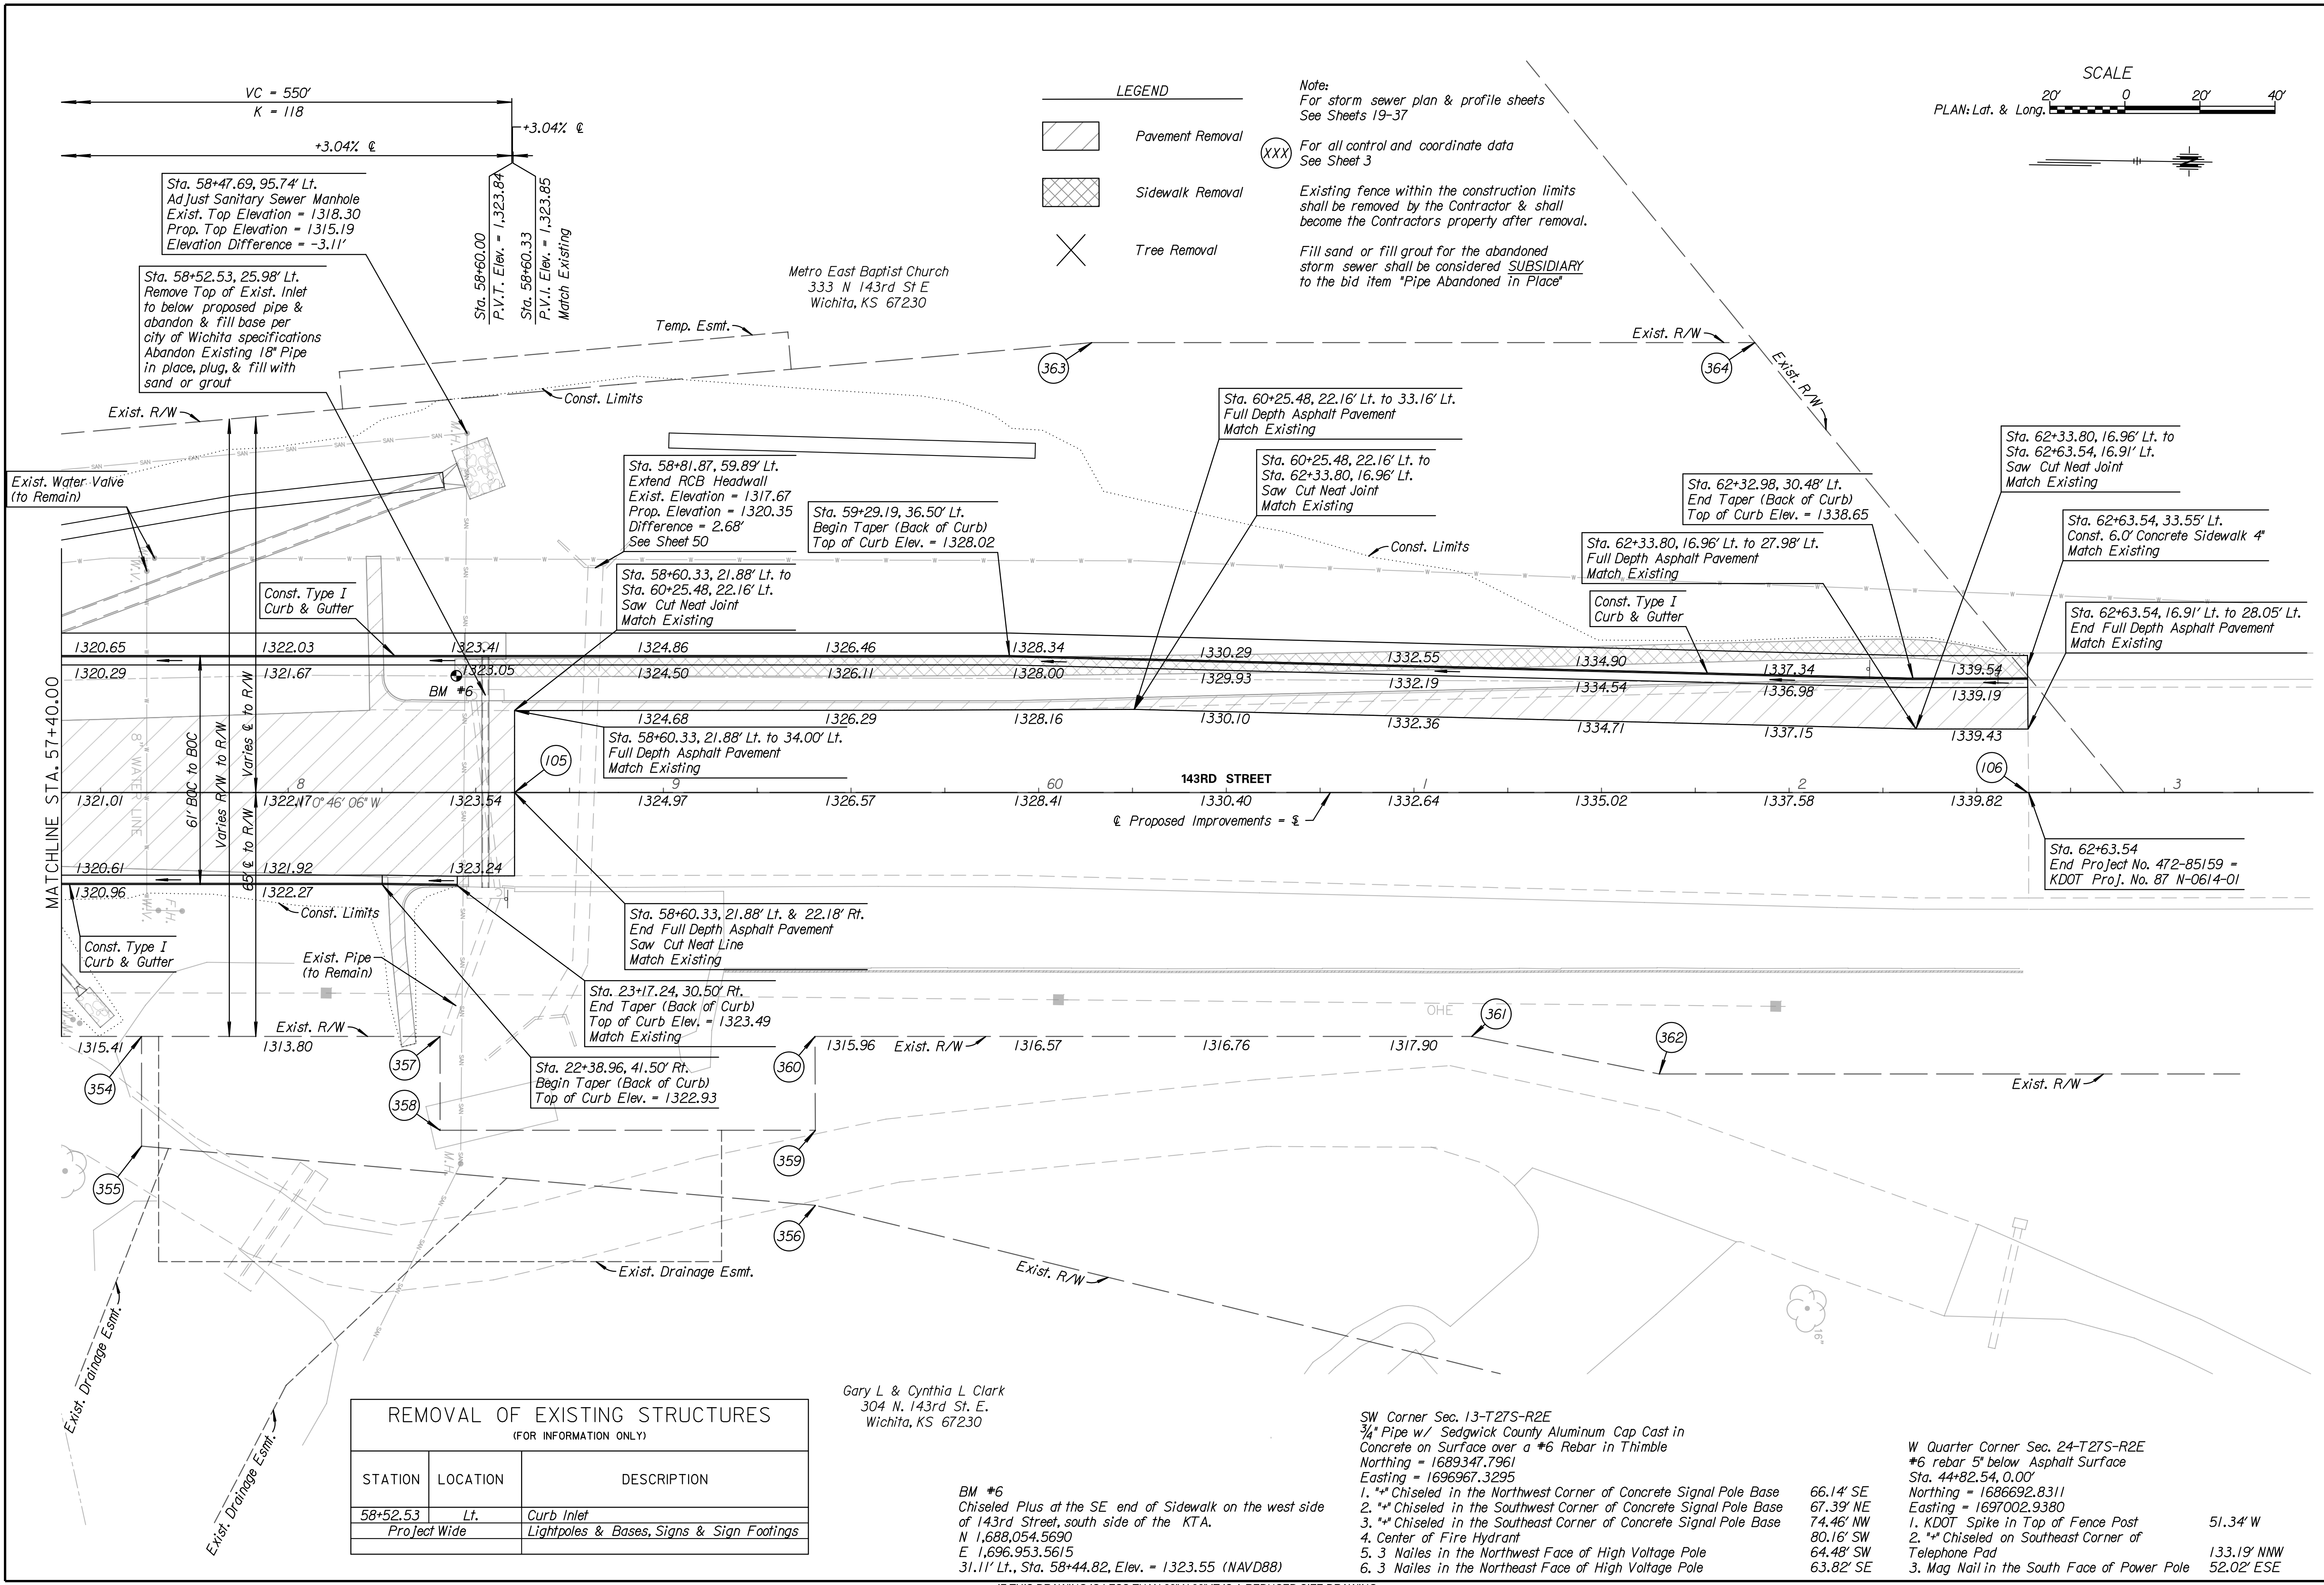 VC = 550'
K = 118
+3.04% ℄
+3.04% ℄
Sta. 58+60.00
P.V.T. Elev. = 1,323.84
Sta. 58+60.33
P.V.I. Elev. = 1,323.85
Match Existing
LEGEND
Pavement Removal
Sidewalk Removal
Tree Removal
Note:
For storm sewer plan & profile sheets
See Sheets 19-37
XXX
For all control and coordinate data
See Sheet 3
Existing fence within the construction limits
shall be removed by the Contractor & shall
become the Contractors property after removal.
Fill sand or fill grout for the abandoned
storm sewer shall be considered SUBSIDIARY
to the bid item "Pipe Abandoned in Place"
SCALE
20' 0 20' 40'
PLAN: Lat. & Long.
N
Sta. 58+47.69, 95.74' Lt.
Adjust Sanitary Sewer Manhole
Exist. Top Elevation = 1318.30
Prop. Top Elevation = 1315.19
Elevation Difference = -3.11'
Sta. 58+52.53, 25.98' Lt.
Remove Top of Exist. Inlet
to below proposed pipe &
abandon & fill base per
city of Wichita specifications
Abandon Existing 18" Pipe
in place, plug, & fill with
sand or grout
Metro East Baptist Church
333 N 143rd St E
Wichita, KS 67230
Temp. Esmt.
Exist. R/W
363
364
Exist. R/W
Const. Limits
Exist. R/W
Exist. Water Valve
(to Remain)
Sta. 58+81.87, 59.89' Lt.
Extend RCB Headwall
Exist. Elevation = 1317.67
Prop. Elevation = 1320.35
Difference = 2.68'
See Sheet 50
Sta. 59+29.19, 36.50' Lt.
Begin Taper (Back of Curb)
Top of Curb Elev. = 1328.02
Sta. 60+25.48, 22.16' Lt. to 33.16' Lt.
Full Depth Asphalt Pavement
Match Existing
Sta. 60+25.48, 22.16' Lt. to
Sta. 62+33.80, 16.96' Lt.
Saw Cut Neat Joint
Match Existing
Const. Limits
Sta. 62+33.80, 16.96' Lt. to
Sta. 62+63.54, 16.91' Lt.
Saw Cut Neat Joint
Match Existing
Sta. 62+32.98, 30.48' Lt.
End Taper (Back of Curb)
Top of Curb Elev. = 1338.65
Sta. 62+63.54, 33.55' Lt.
Const. 6.0' Concrete Sidewalk 4"
Match Existing
Sta. 62+33.80, 16.96' Lt. to 27.98' Lt.
Full Depth Asphalt Pavement
Match Existing
Const. Type I
Curb & Gutter
Sta. 62+63.54, 16.91' Lt. to 28.05' Lt.
End Full Depth Asphalt Pavement
Match Existing
Const. Type I
Curb & Gutter
Sta. 58+60.33, 21.88' Lt. to
Sta. 60+25.48, 22.16' Lt.
Saw Cut Neat Joint
Match Existing
M.H.
W.V.
1320.65 1322.03 1323.41 1324.86 1326.46 1328.34 1330.29 1332.55 1334.90 1337.34 1339.54
1320.29 1321.67 1323.05 1324.50 1326.11 1328.00 1329.93 1332.19 1334.54 1336.98 1339.19
BM #6
1324.68 1326.29 1328.16 1330.10 1332.36 1334.71 1337.15 1339.43
MATCHLINE STA. 57+40.00
8" WATER LINE
61' BOC to BOC
Varies R/W to R/W
Varies ℄ to R/W
65' ℄ to R/W
Sta. 58+60.33, 21.88' Lt. to 34.00' Lt.
Full Depth Asphalt Pavement
Match Existing
105
106
143RD STREET
8 9 60 1 2 3
N 0°46'06" W
1321.01 1322.17 1323.54 1324.97 1326.57 1328.41 1330.40 1332.64 1335.02 1337.58 1339.82
℄ Proposed Improvements = ⅊
Sta. 62+63.54
End Project No. 472-85159 =
KDOT Proj. No. 87 N-0614-01
1320.61 1321.92 1323.24
1320.96 1322.27
W.V.
F.H.
Const. Limits
Const. Type I
Curb & Gutter
Exist. Pipe
(to Remain)
Sta. 58+60.33, 21.88' Lt. & 22.18' Rt.
End Full Depth Asphalt Pavement
Saw Cut Neat Line
Match Existing
Sta. 23+17.24, 30.50' Rt.
End Taper (Back of Curb)
Top of Curb Elev. = 1323.49
Match Existing
Sta. 22+38.96, 41.50' Rt.
Begin Taper (Back of Curb)
Top of Curb Elev. = 1322.93
OHE
Exist. R/W
1315.41 1313.80 1315.96 Exist. R/W 1316.57 1316.76 1317.90
354
357
360
361
362
Exist. R/W
358
359
M.H.
355
356
Exist. R/W
Exist. Drainage Esmt.
Exist. Drainage Esmt.
Exist. Drainage Esmt.
16"
REMOVAL OF EXISTING STRUCTURES
(FOR INFORMATION ONLY)
STATION LOCATION DESCRIPTION
58+52.53 Lt. Curb Inlet
Project Wide Lightpoles & Bases, Signs & Sign Footings
Gary L & Cynthia L Clark
304 N. 143rd St. E.
Wichita, KS 67230
BM #6
Chiseled Plus at the SE end of Sidewalk on the west side
of 143rd Street, south side of the KTA.
N 1,688,054.5690
E 1,696.953.5615
31.11' Lt., Sta. 58+44.82, Elev. = 1323.55 (NAVD88)
SW Corner Sec. 13-T27S-R2E
3/4" Pipe w/ Sedgwick County Aluminum Cap Cast in
Concrete on Surface over a #6 Rebar in Thimble
Northing = 1689347.7961
Easting = 1696967.3295
1. "+" Chiseled in the Northwest Corner of Concrete Signal Pole Base 66.14' SE
2. "+" Chiseled in the Southwest Corner of Concrete Signal Pole Base 67.39' NE
3. "+" Chiseled in the Southeast Corner of Concrete Signal Pole Base 74.46' NW
4. Center of Fire Hydrant 80.16' SW
5. 3 Nailes in the Northwest Face of High Voltage Pole 64.48' SW
6. 3 Nailes in the Northeast Face of High Voltage Pole 63.82' SE
W Quarter Corner Sec. 24-T27S-R2E
#6 rebar 5" below Asphalt Surface
Sta. 44+82.54, 0.00'
Northing = 1686692.8311
Easting = 1697002.9380
1. KDOT Spike in Top of Fence Post 51.34' W
2. "+" Chiseled on Southeast Corner of
Telephone Pad 133.19' NNW
3. Mag Nail in the South Face of Power Pole 52.02' ESE